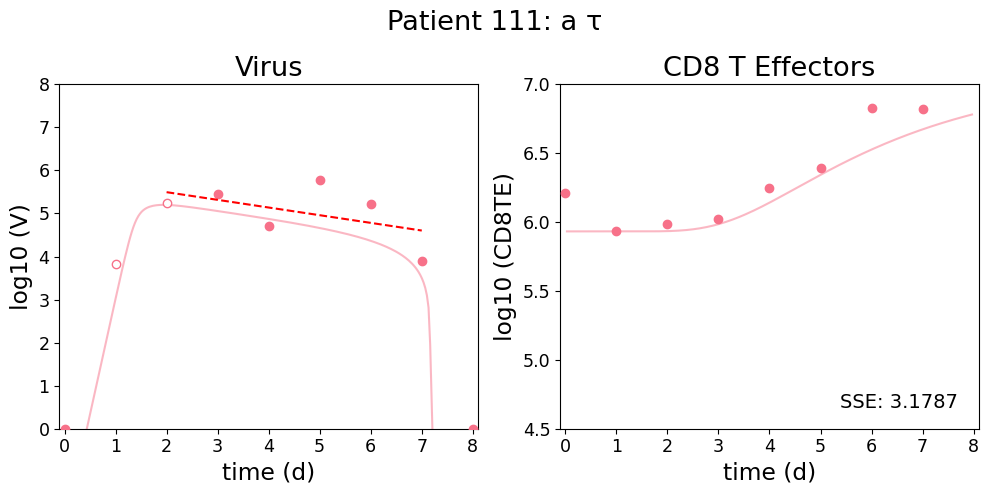 Patient 111: a τ
Virus
CD8 T Effectors
log10 (V)
8
7
6
5
4
3
2
1
0
0 1 2 3 4 5 6 7 8
time (d)
log10 (CD8TE)
7.0
6.5
6.0
5.5
5.0
4.5
SSE: 3.1787
0 1 2 3 4 5 6 7 8
time (d)